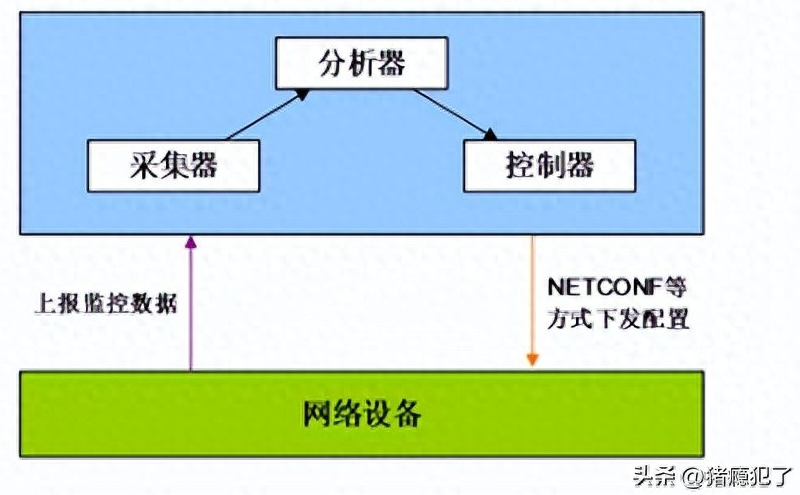 分析器
采集器
控制器
上报监控数据
NETCONF等
方式下发配置
网络设备
头条 @猪瘾犯了